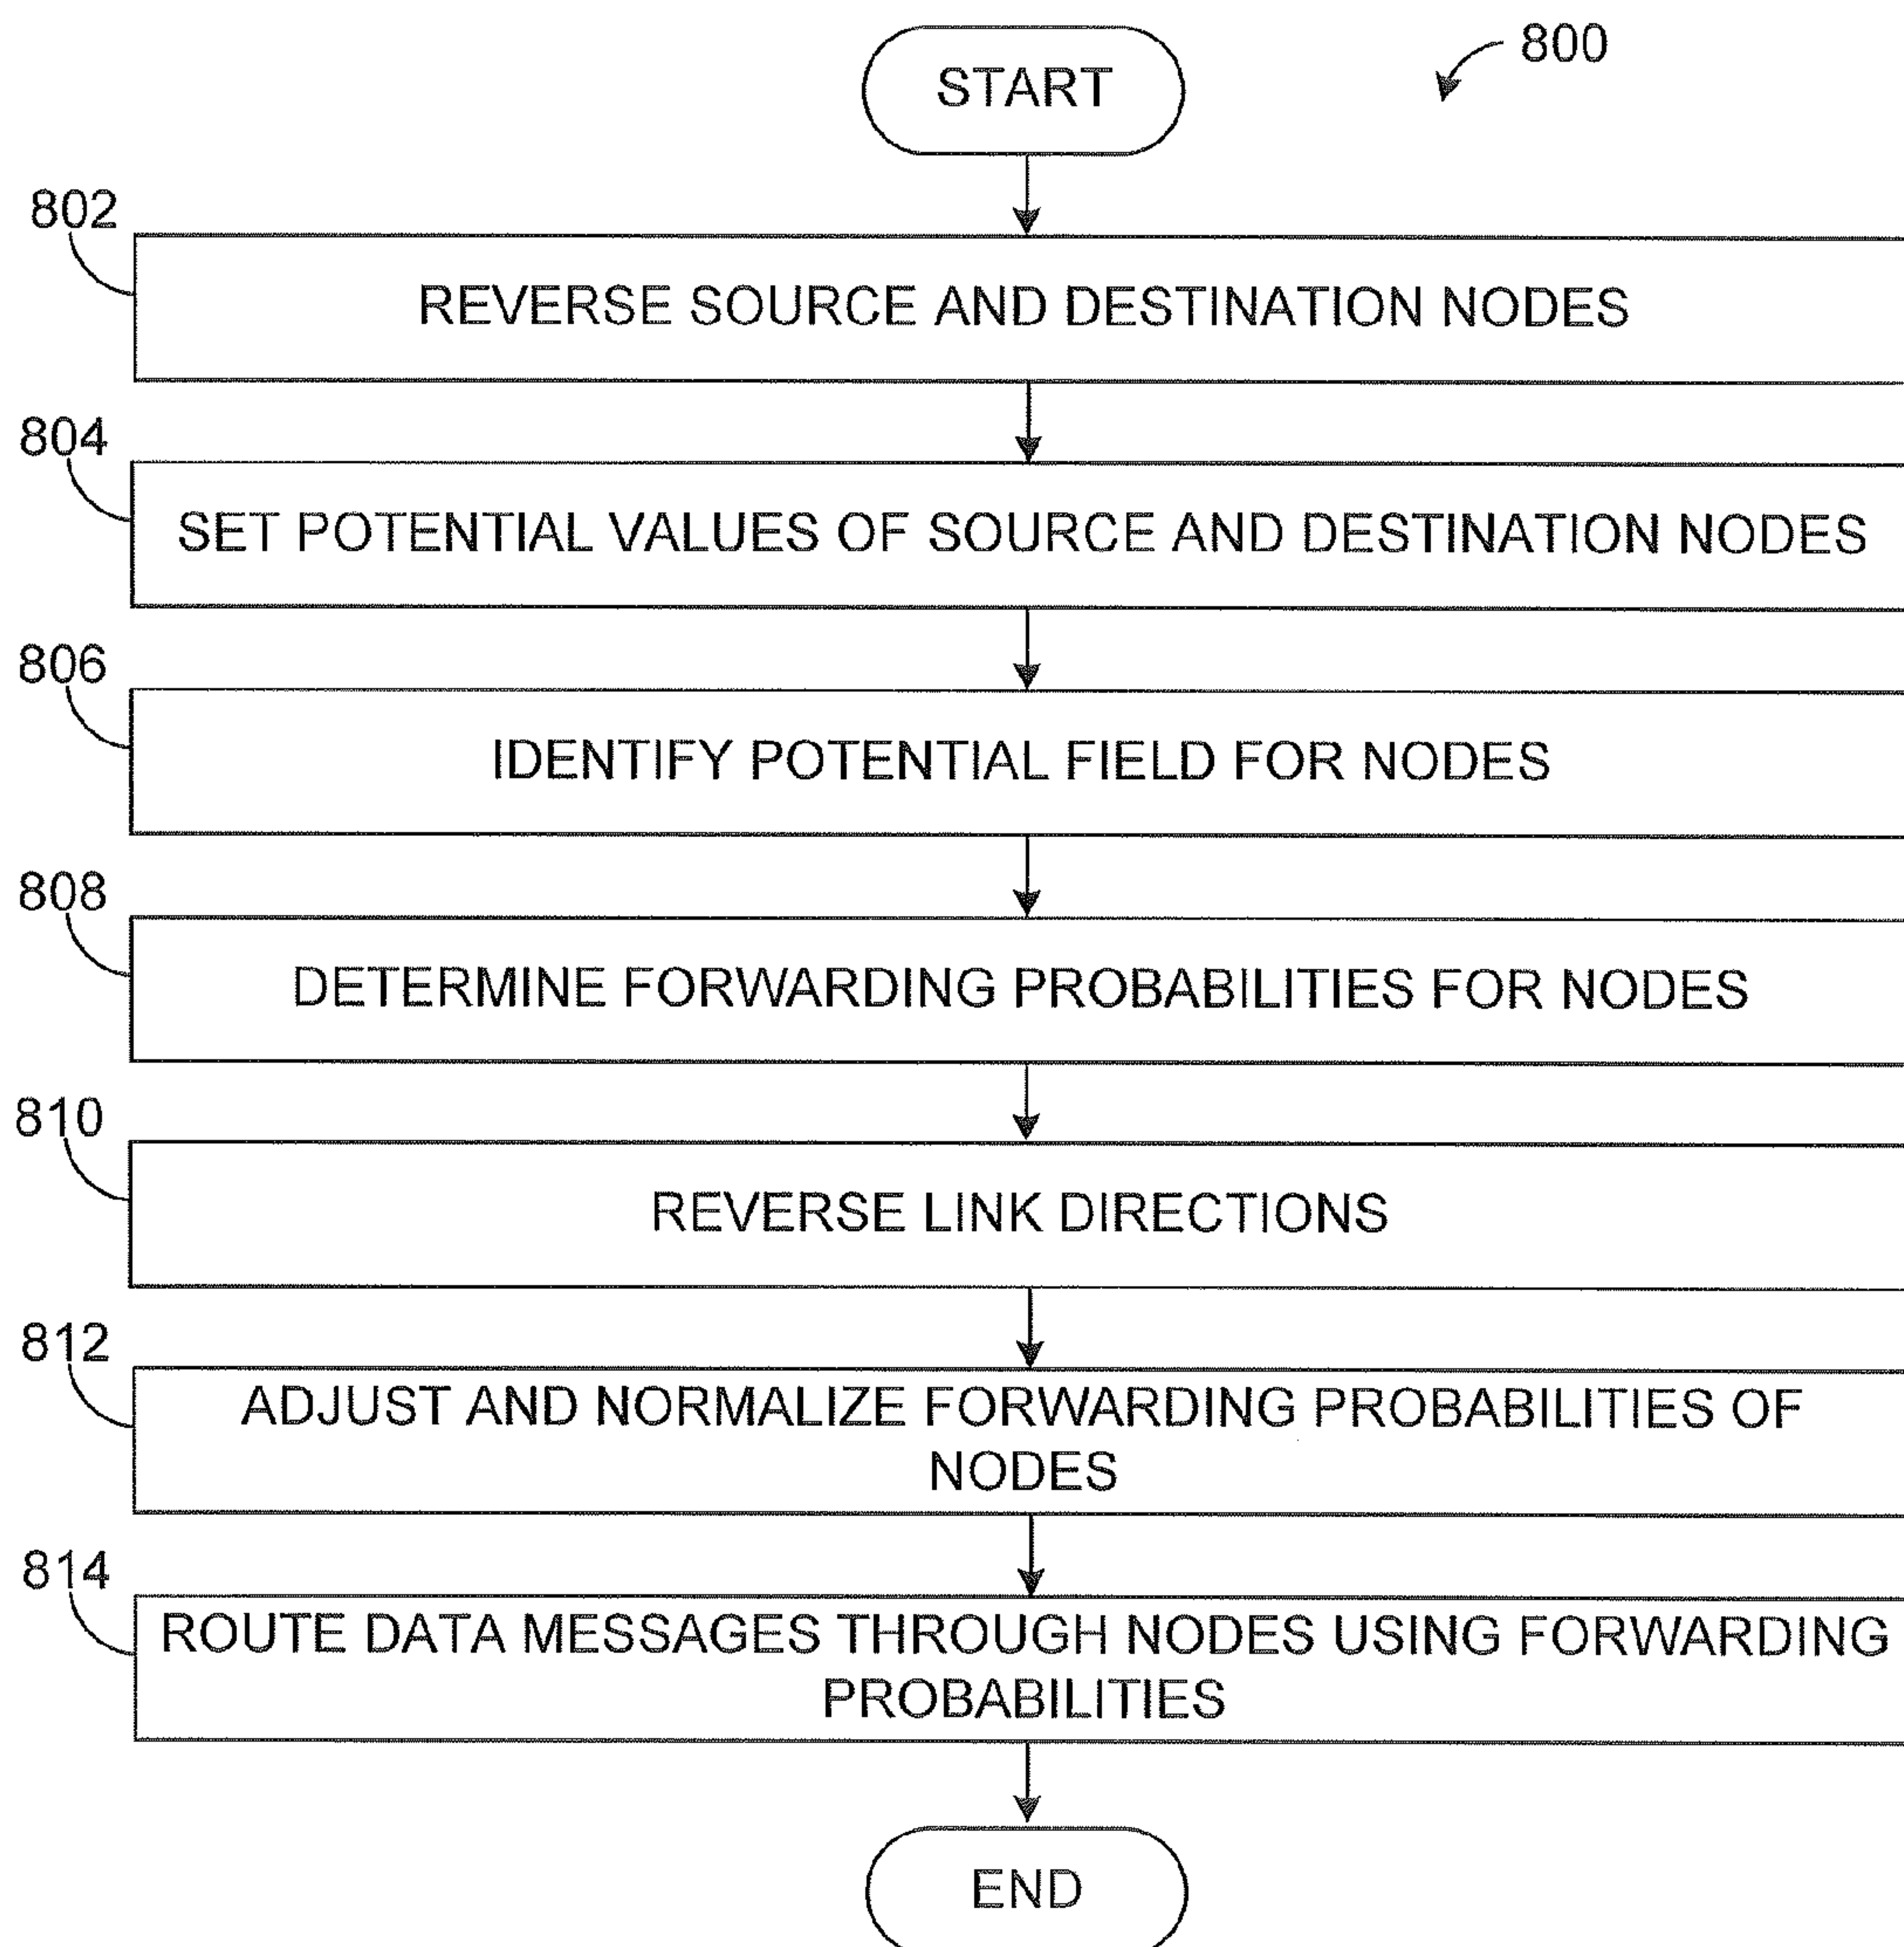 START
800
802
REVERSE SOURCE AND DESTINATION NODES
804
SET POTENTIAL VALUES OF SOURCE AND DESTINATION NODES
806
IDENTIFY POTENTIAL FIELD FOR NODES
808
DETERMINE FORWARDING PROBABILITIES FOR NODES
810
REVERSE LINK DIRECTIONS
812
ADJUST AND NORMALIZE FORWARDING PROBABILITIES OF
NODES
814
ROUTE DATA MESSAGES THROUGH NODES USING FORWARDING
PROBABILITIES
END